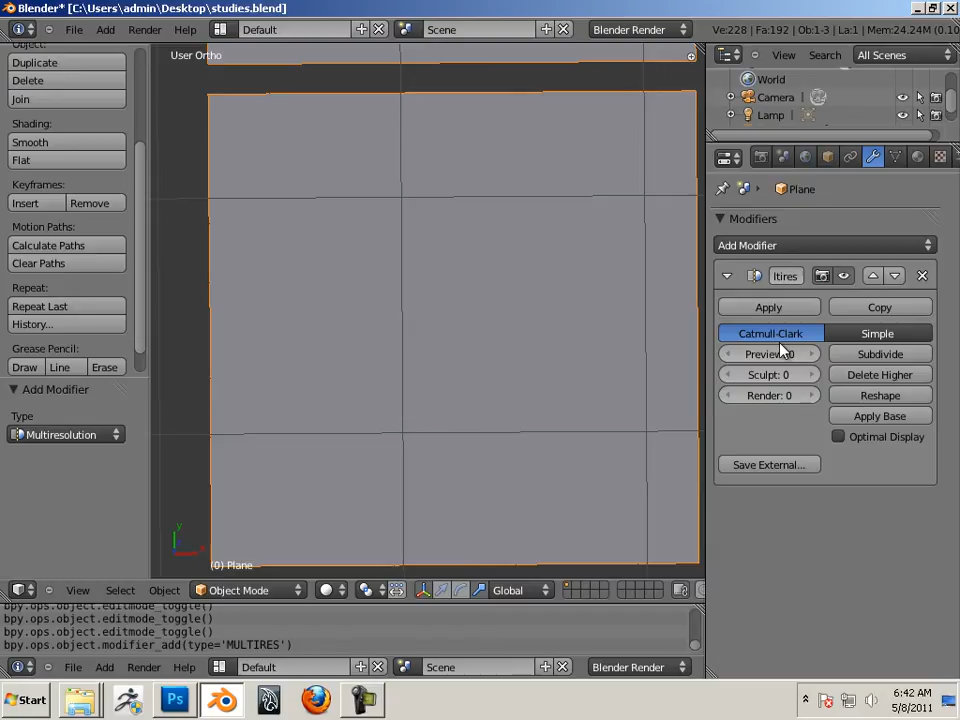 Blender* [C:\Users\admin\Desktop\studies.blend]
File Add Render Help Default Scene Blender Render Ve:228 | Fa:192 | Ob:1-3 | La:1 | Mem:24.24M (0.10
Object:
Duplicate
Delete
Join
Shading:
Smooth
Flat
Keyframes:
Insert Remove
Motion Paths:
Calculate Paths
Clear Paths
Repeat:
Repeat Last
History...
Grease Pencil:
Draw Line Erase
Add Modifier
Type
Multiresolution
User Ortho
y
x
(0) Plane
View Select Object Object Mode Global
bpy.ops.object.editmode_toggle()
bpy.ops.object.editmode_toggle()
bpy.ops.object.editmode_toggle()
bpy.ops.object.modifier_add(type='MULTIRES')
File Add Render Help Default Scene Blender Render
View Search All Scenes
World
Camera
Lamp
Plane
Modifiers
Add Modifier
ltires
Apply Copy
Catmull-Clark Simple
Preview: 0 Subdivide
Sculpt: 0 Delete Higher
Render: 0 Reshape
Apply Base
Optimal Display
Save External...
Start Ps 6:42 AM
5/8/2011